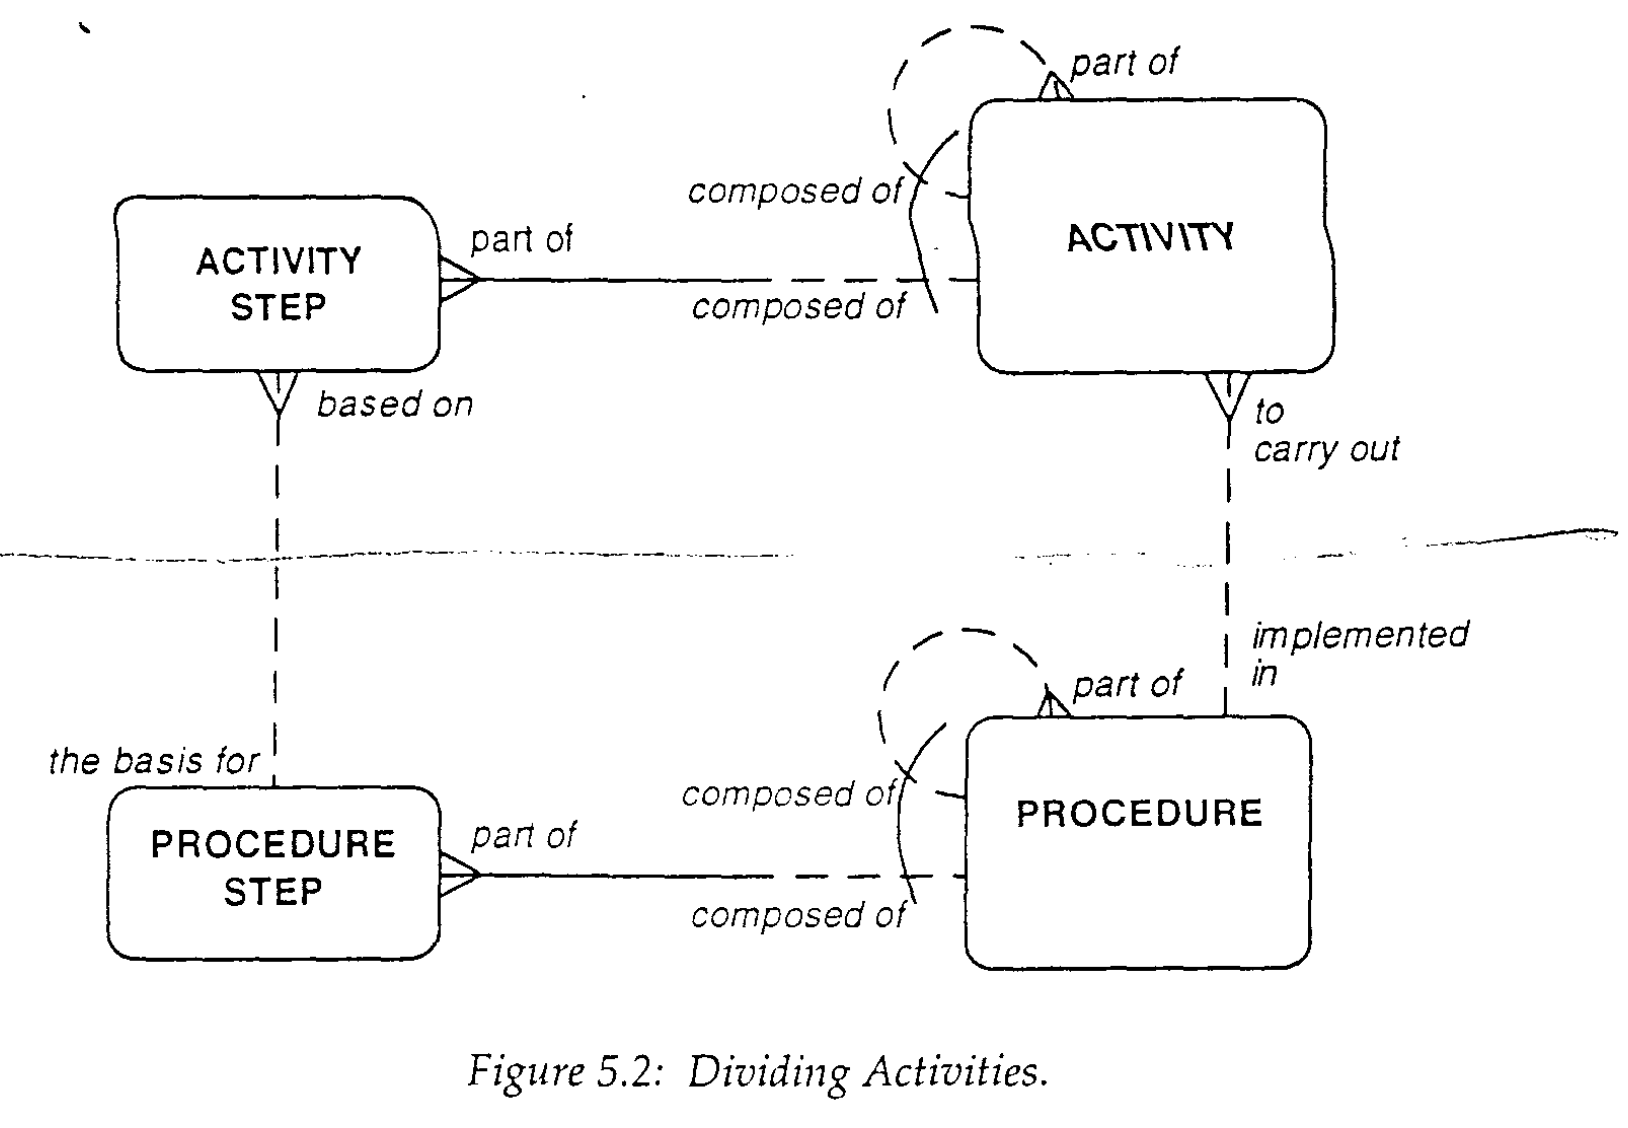 part of
composed of
ACTIVITY
ACTIVITY
STEP
part of
composed of
based on
to
carry out
implemented
in
part of
the basis for
composed of
PROCEDURE
PROCEDURE
STEP
part of
composed of
Figure 5.2: Dividing Activities.